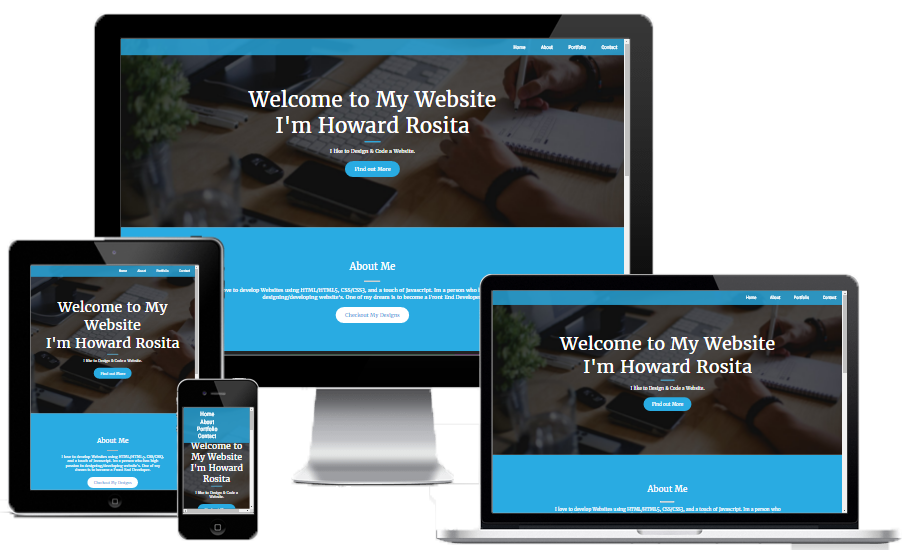 Home About Portfolio Contact
Welcome to My Website
I'm Howard Rosita
I like to Design & Code a Website.
Find out More
About Me
ve to develop Websites using HTML/HTML5, CSS/CSS3, and a touch of Javascript. Im a person who
designing/developing website's. One of my dream is to become a Front End Developer
Checkout My Designs
Home About Portfolio Contact
Welcome to My
Website
I'm Howard Rosita
I like to Design & Code a Website.
Find out More
About Me
I love to develop Websites using HTML/HTML5, CSS/CSS3,
and a touch of Javascript. Im a person who has high
passion in designing/developing website's. One of my
dream is to become a Front End Developer.
Checkout My Designs
Home
About
Portfolio
Contact
Welcome to
My Website
I'm Howard
Rosita
I like to Design & Code a
Website.
Home About Portfolio Contact
Welcome to My Website
I'm Howard Rosita
I like to Design & Code a Website.
Find out More
About Me
I love to develop Websites using HTML/HTML5, CSS/CSS3, and a touch of Javascript. Im a person who